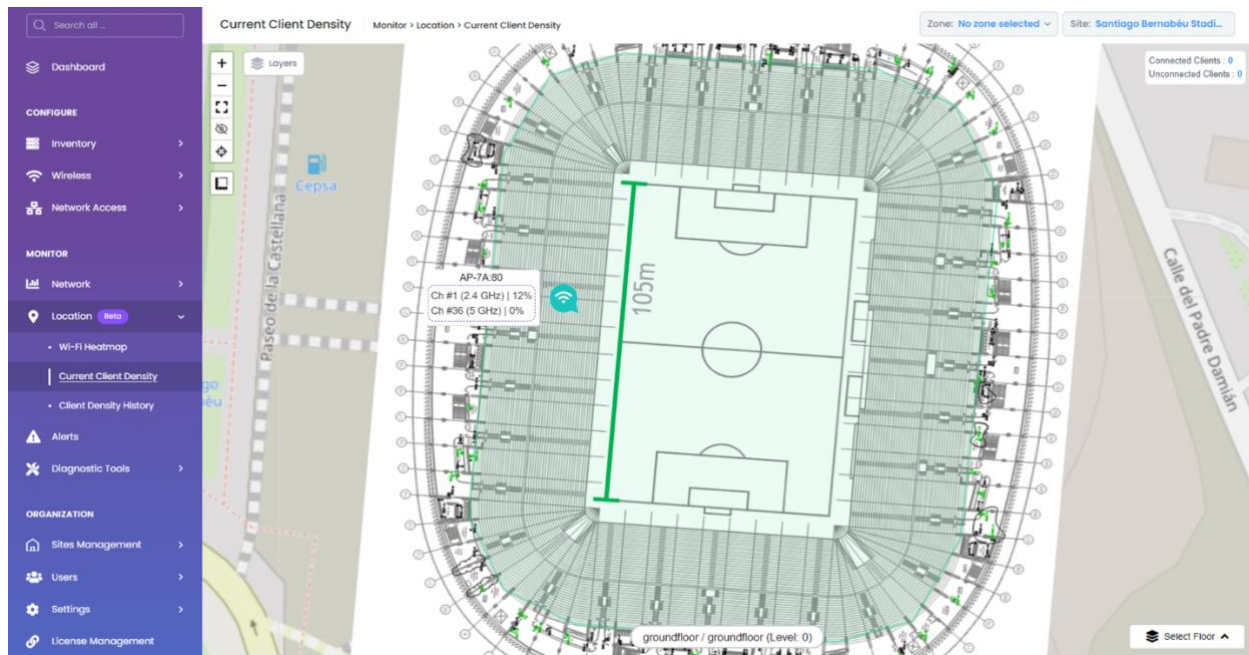 Search all ...
Dashboard
CONFIGURE
Inventory
Wireless
Network Access
MONITOR
Network
Location Beta
Wi-Fi Heatmap
Current Client Density
Client Density History
Alerts
Diagnostic Tools
ORGANIZATION
Sites Management
Users
Settings
License Management
Current Client Density
Monitor > Location > Current Client Density
Zone: No zone selected
Site: Santiago Bernabéu Stadi...
Layers
Connected Clients : 0
Unconnected Clients : 0
Cepsa
Paseo de la Castellana
AP-7A:80
Ch #1 (2.4 GHz) | 12%
Ch #36 (5 GHz) | 0%
105m
Calle del Padre Damián
groundfloor / groundfloor (Level: 0)
Select Floor